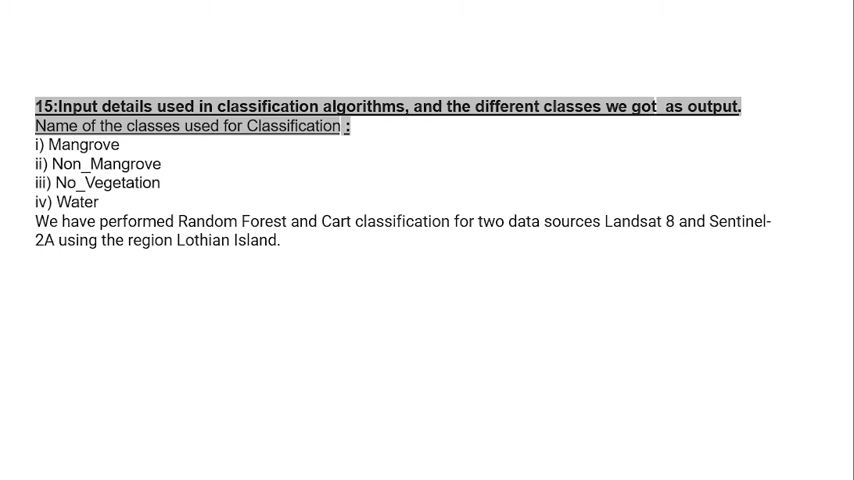 15:Input details used in classification algorithms, and the different classes we got  as output.
Name of the classes used for Classification :
i) Mangrove
ii) Non_Mangrove
iii) No_Vegetation
iv) Water
We have performed Random Forest and Cart classification for two data sources Landsat 8 and Sentinel-
2A using the region Lothian Island.